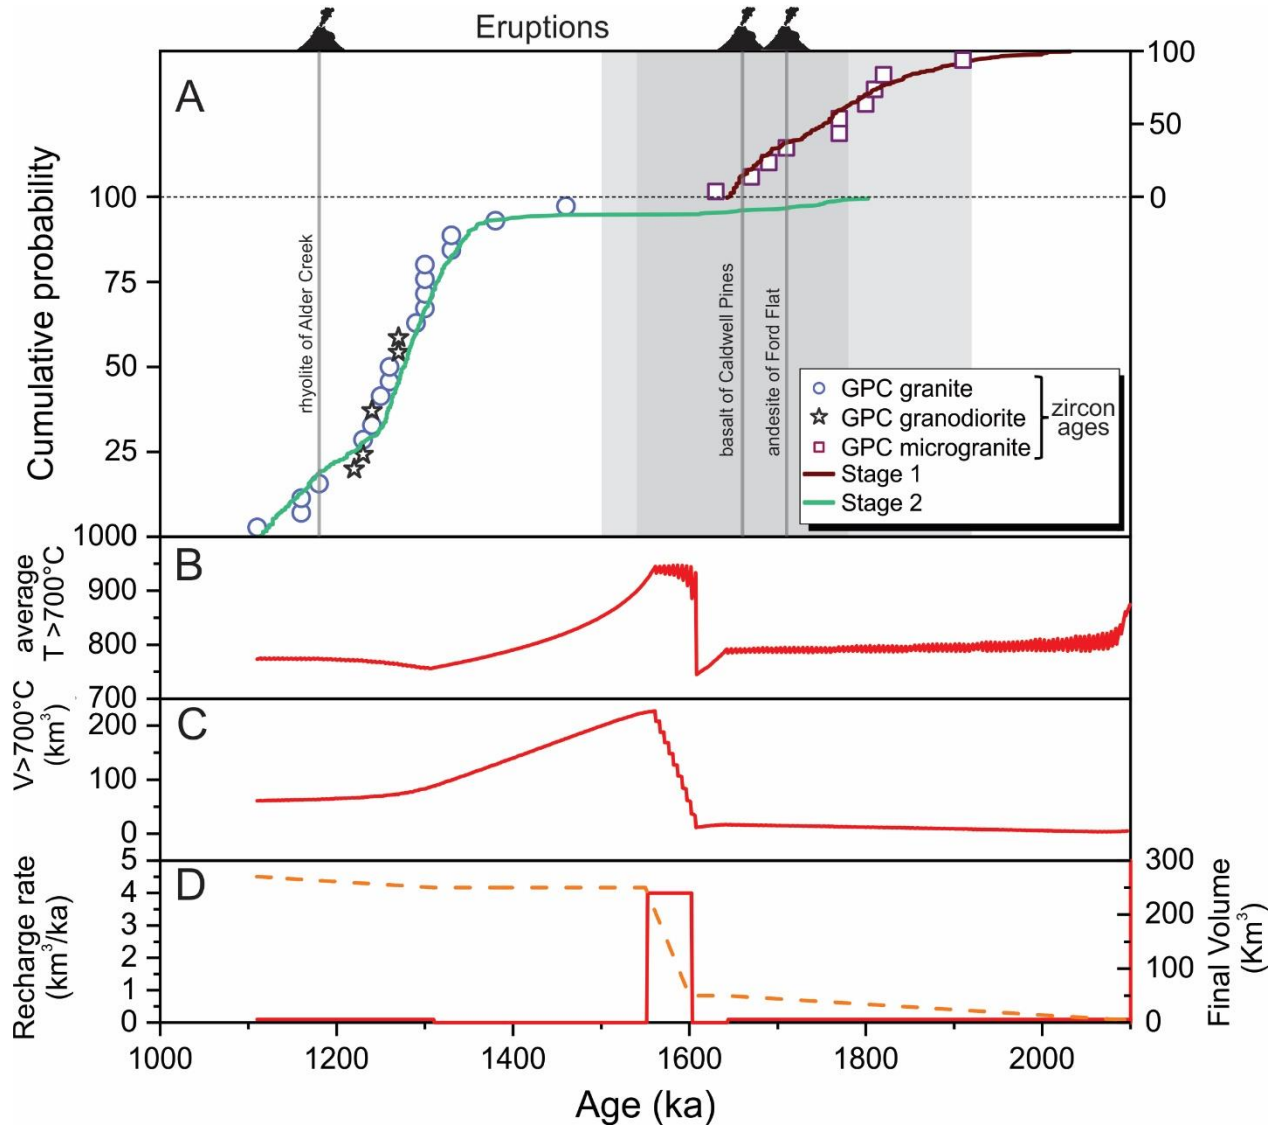 Eruptions
A
100
50
0
Cumulative probability
100
75
50
25
rhyolite of Alder Creek
basalt of Caldwell Pines
andesite of Ford Flat
GPC granite
GPC granodiorite
GPC microgranite
zircon
ages
Stage 1
Stage 2
B
average
T >700°C
1000
900
800
700
C
V>700°C
(km³)
200
100
0
D
Recharge rate
(km³/ka)
5
4
3
2
1
0
300
200
100
0
Final Volume
(Km³)
1000 1200 1400 1600 1800 2000
Age (ka)